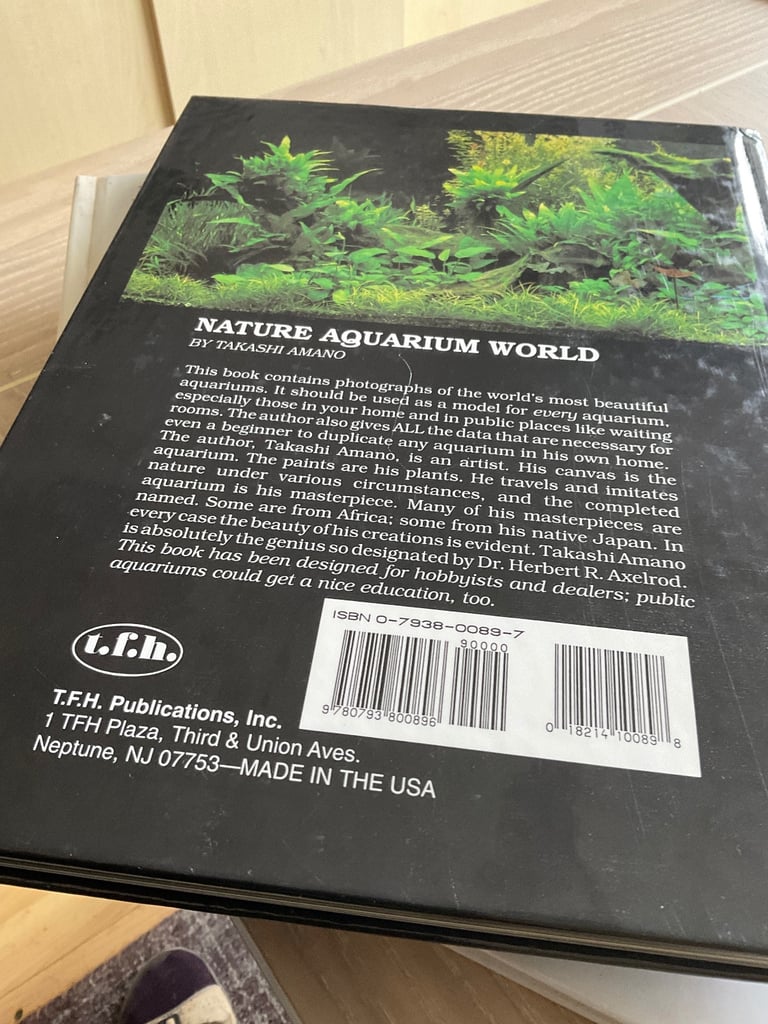 NATURE AQUARIUM WORLD
BY TAKASHI AMANO
This book contains photographs of the world's most beautiful
aquariums. It should be used as a model for every aquarium,
especially those in your home and in public places like waiting
rooms. The author also gives ALL the data that are necessary for
even a beginner to duplicate any aquarium in his own home.
The author, Takashi Amano, is an artist. His canvas is the
aquarium. The paints are his plants. He travels and imitates
nature under various circumstances, and the completed
aquarium is his masterpiece. Many of his masterpieces are
named. Some are from Africa; some from his native Japan. In
every case the beauty of his creations is evident. Takashi Amano
is absolutely the genius so designated by Dr. Herbert R. Axelrod.
This book has been designed for hobbyists and dealers; public
aquariums could get a nice education, too.
ISBN 0-7938-0089-7
90000
9 780793 800896
0 18214 10089 8
t.f.h.
T.F.H. Publications, Inc.
1 TFH Plaza, Third & Union Aves.
Neptune, NJ 07753—MADE IN THE USA